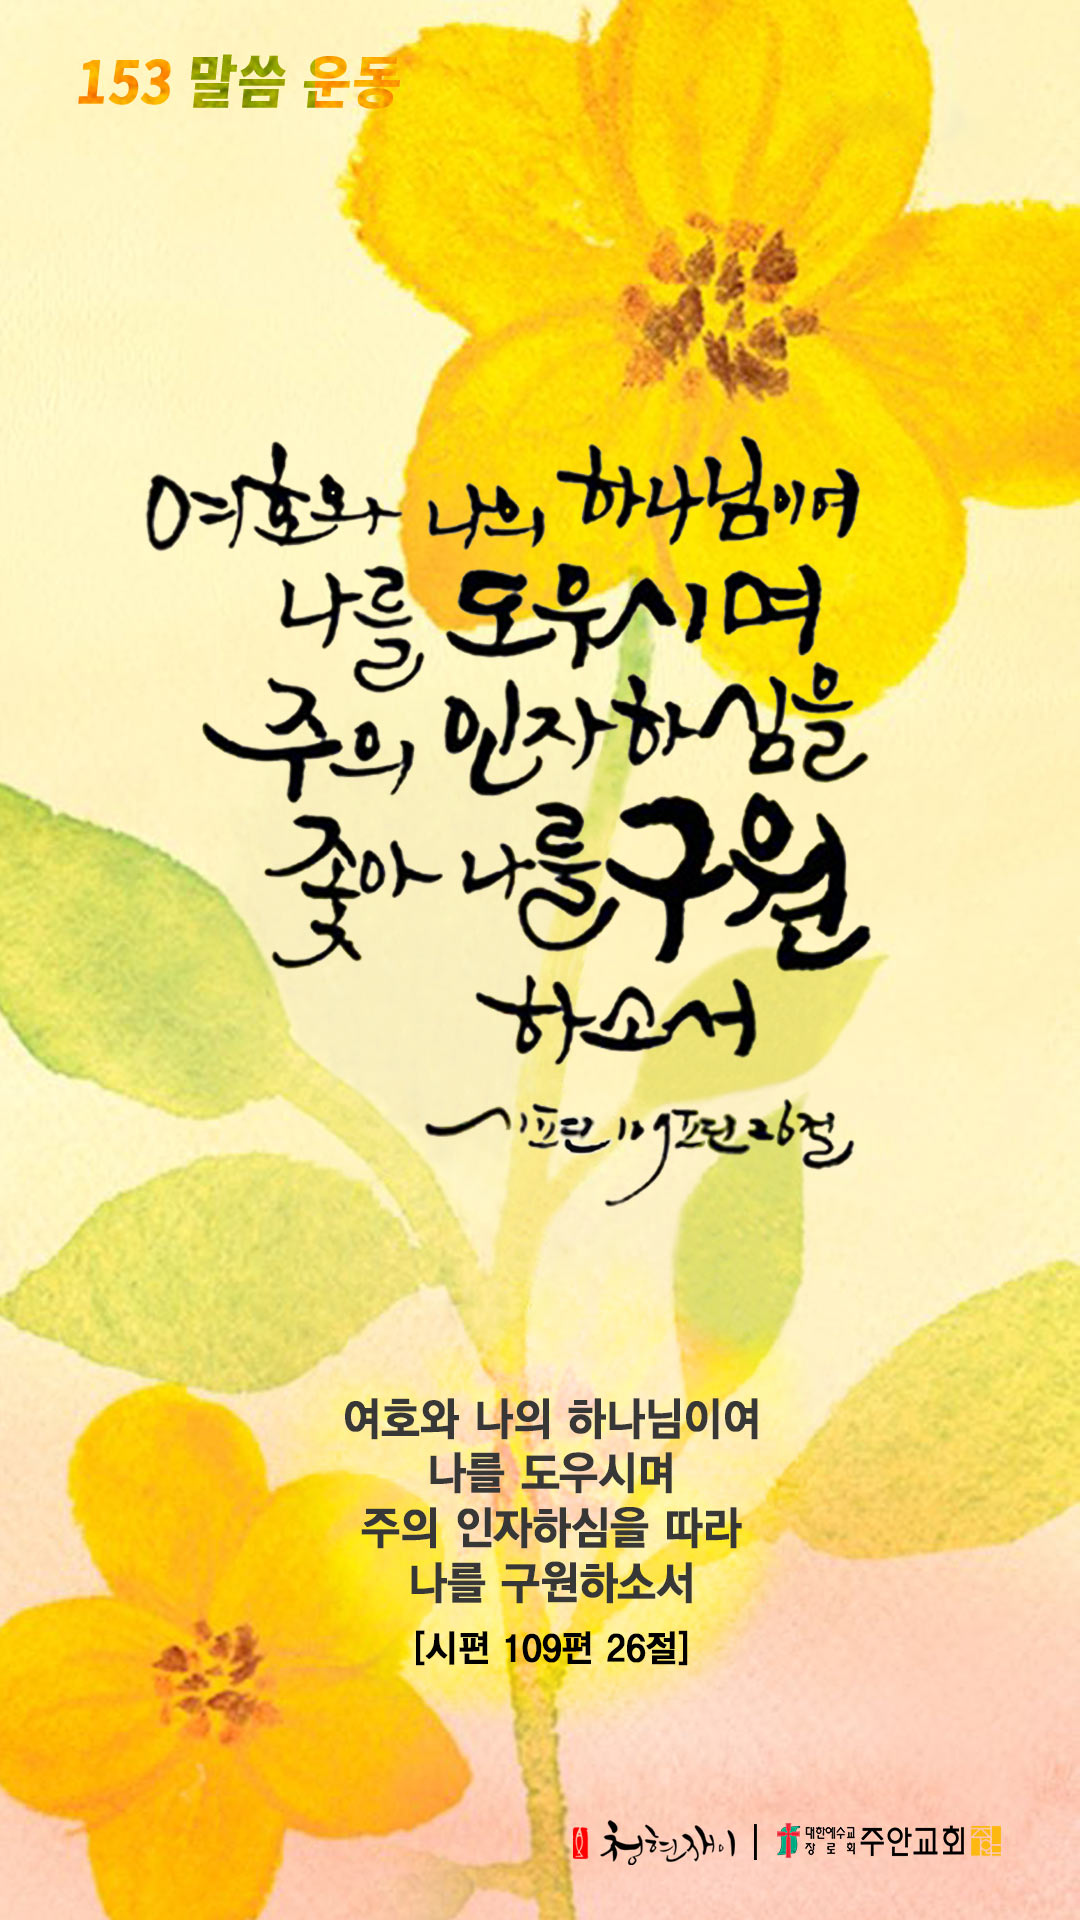 153 말씀 운동
여호와 나의 하나님이여
나를 도우시며
주의 인자하심을
좇아 나를 구원
하소서
시편 109편 26절
여호와 나의 하나님이여
나를 도우시며
주의 인자하심을 따라
나를 구원하소서
[시편 109편 26절]
청현재이 | 대한예수교 장로회 주안교회